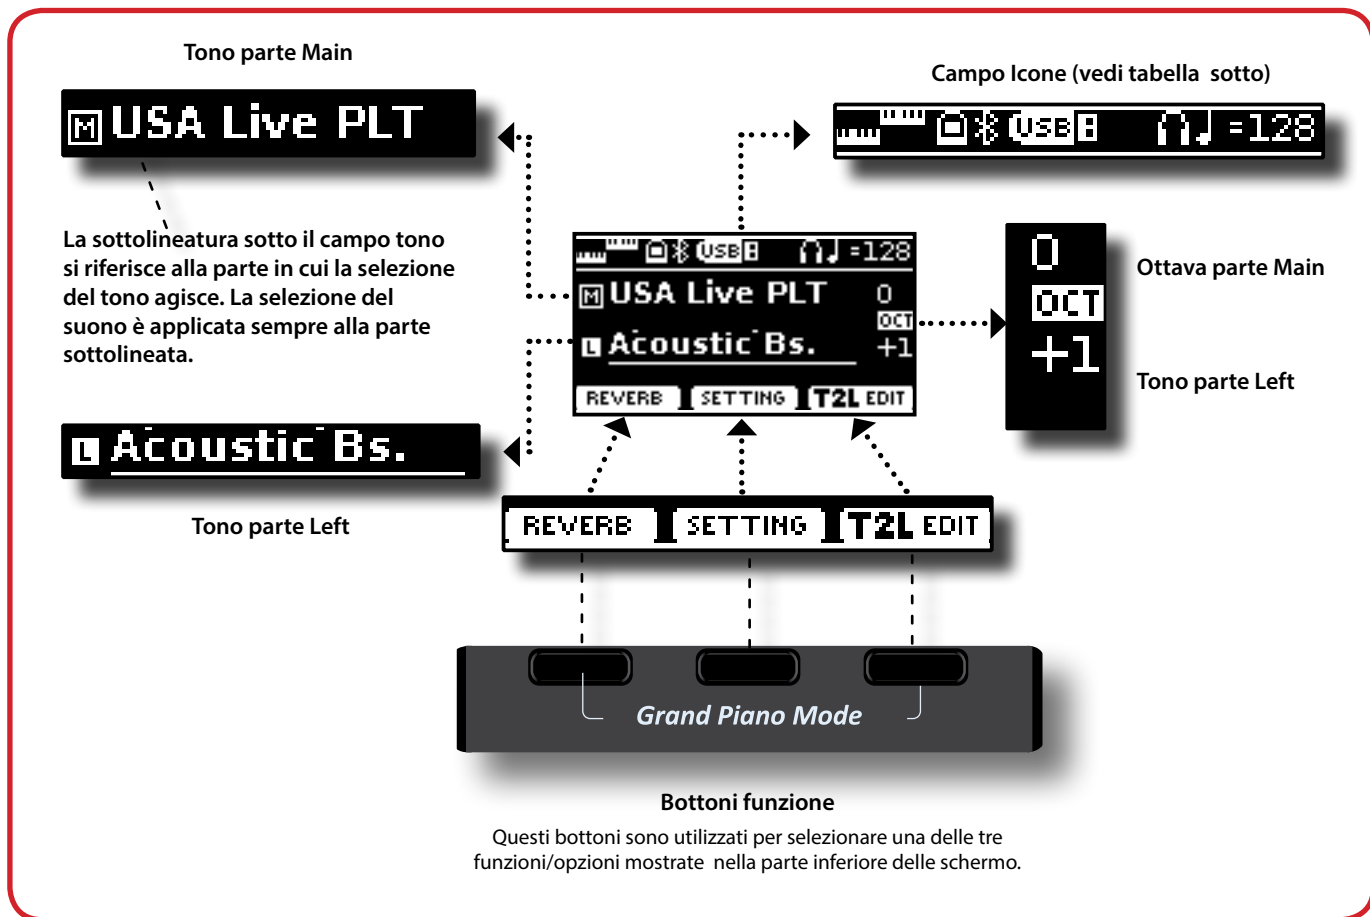 Tono parte Main
M USA Live PLT
La sottolineatura sotto il campo tono
si riferisce alla parte in cui la selezione
del tono agisce. La selezione del
suono è applicata sempre alla parte
sottolineata.
L Acoustic Bs.
Tono parte Left
Campo Icone (vedi tabella sotto)
USB =128
USB =128
M USA Live PLT 0
OCT
L Acoustic Bs. +1
REVERB SETTING T2L EDIT
0
OCT
+1
Ottava parte Main
Tono parte Left
REVERB SETTING T2L EDIT
Grand Piano Mode
Bottoni funzione
Questi bottoni sono utilizzati per selezionare una delle tre
funzioni/opzioni mostrate nella parte inferiore delle schermo.